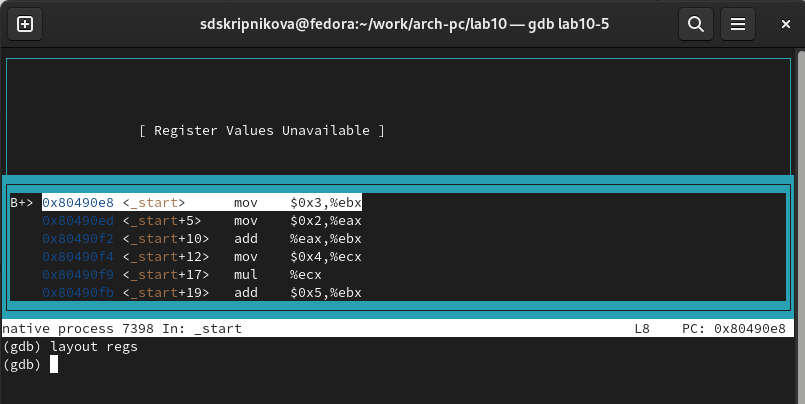 sdskripnikova@fedora:~/work/arch-pc/lab10 — gdb lab10-5
[ Register Values Unavailable ]
B+> 0x80490e8 <_start> mov $0x3,%ebx
0x80490ed <_start+5> mov $0x2,%eax
0x80490f2 <_start+10> add %eax,%ebx
0x80490f4 <_start+12> mov $0x4,%ecx
0x80490f9 <_start+17> mul %ecx
0x80490fb <_start+19> add $0x5,%ebx
native process 7398 In: _start L8 PC: 0x80490e8
(gdb) layout regs
(gdb)